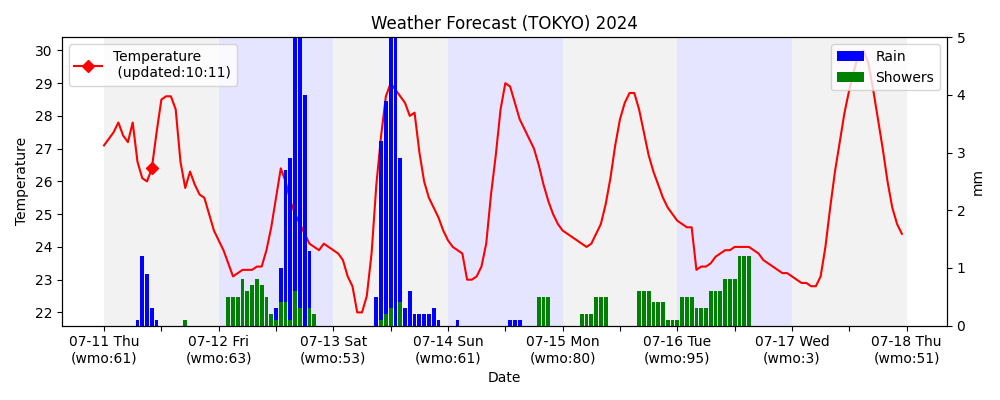 Weather Forecast (TOKYO) 2024
Temperature
(updated:10:11)
Rain
Showers
30
29
28
27
26
25
24
23
22
Temperature
5
4
3
2
1
0
mm
07-11 Thu
(wmo:61)
07-12 Fri
(wmo:63)
07-13 Sat
(wmo:53)
07-14 Sun
(wmo:61)
07-15 Mon
(wmo:80)
07-16 Tue
(wmo:95)
07-17 Wed
(wmo:3)
07-18 Thu
(wmo:51)
Date